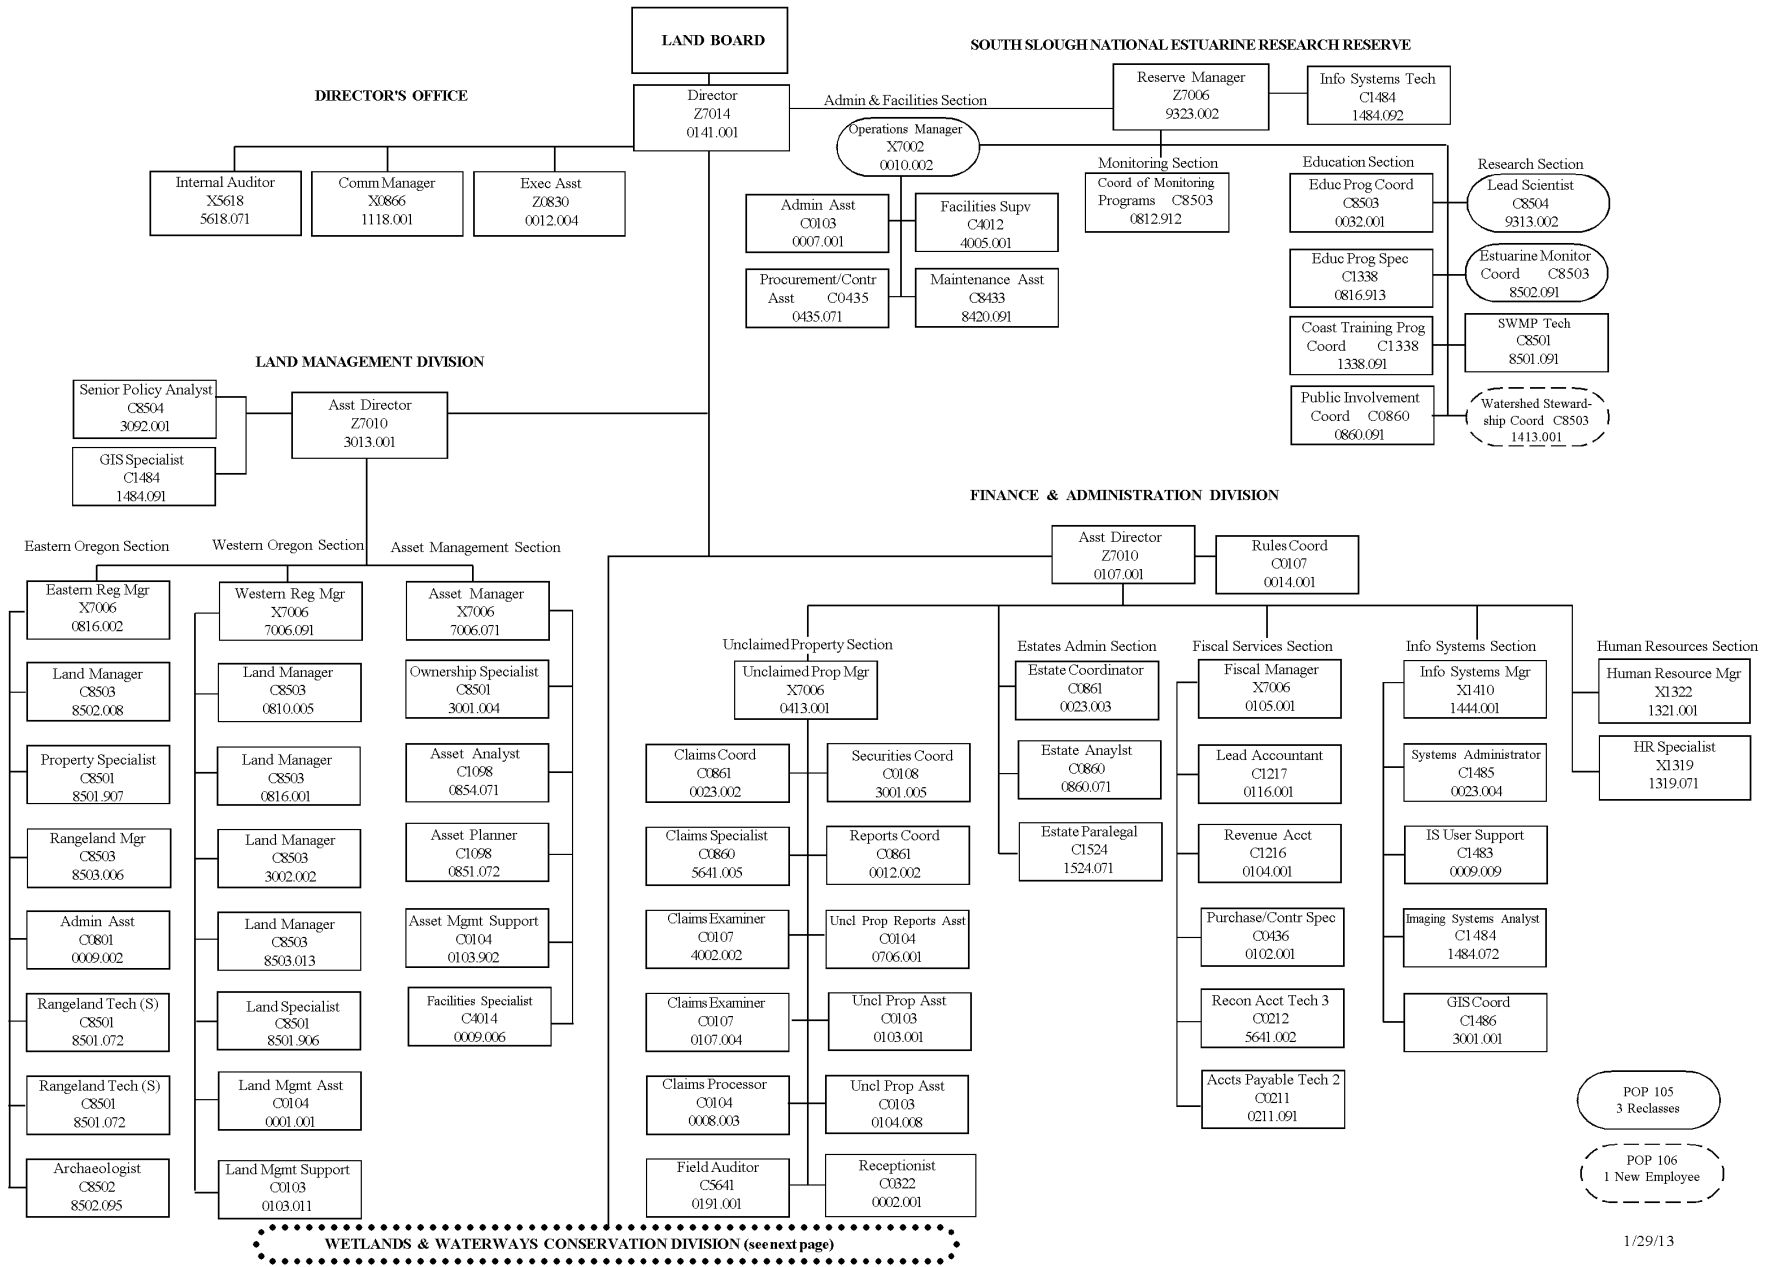 LAND BOARD
Director
Z7014
0141.001
DIRECTOR'S OFFICE
Internal Auditor
X5618
5618.071
Comm Manager
X0866
1118.001
Exec Asst
Z0830
0012.004
SOUTH SLOUGH NATIONAL ESTUARINE RESEARCH RESERVE
Reserve Manager
Z7006
9323.002
Info Systems Tech
C1484
1484.092
Admin & Facilities Section
Operations Manager
X7002
0010.002
Admin Asst
C0103
0007.001
Facilities Supv
C4012
4005.001
Procurement/Contr
Asst C0435
0435.071
Maintenance Asst
C8433
8420.091
Monitoring Section
Coord of Monitoring
Programs C8503
0812.912
Education Section
Educ Prog Coord
C8503
0032.001
Educ Prog Spec
C1338
0816.913
Coast Training Prog
Coord C1338
1338.091
Public Involvement
Coord C0860
0860.091
Research Section
Lead Scientist
C8504
9313.002
Estuarine Monitor
Coord C8503
8502.091
SWMP Tech
C8501
8501.091
Watershed Steward-
ship Coord C8503
1413.001
LAND MANAGEMENT DIVISION
Senior Policy Analyst
C8504
3092.001
GIS Specialist
C1484
1484.091
Asst Director
Z7010
3013.001
Eastern Oregon Section
Eastern Reg Mgr
X7006
0816.002
Land Manager
C8503
8502.008
Property Specialist
C8501
8501.907
Rangeland Mgr
C8503
8503.006
Admin Asst
C0801
0009.002
Rangeland Tech (S)
C8501
8501.072
Rangeland Tech (S)
C8501
8501.072
Archaeologist
C8502
8502.095
Western Oregon Section
Western Reg Mgr
X7006
7006.091
Land Manager
C8503
0810.005
Land Manager
C8503
0816.001
Land Manager
C8503
3002.002
Land Manager
C8503
8503.013
Land Specialist
C8501
8501.906
Land Mgmt Asst
C0104
0001.001
Land Mgmt Support
C0103
0103.011
Asset Management Section
Asset Manager
X7006
7006.071
Ownership Specialist
C8501
3001.004
Asset Analyst
C1098
0854.071
Asset Planner
C1098
0851.072
Asset Mgmt Support
C0104
0103.902
Facilities Specialist
C4014
0009.006
FINANCE & ADMINISTRATION DIVISION
Asst Director
Z7010
0107.001
Rules Coord
C0107
0014.001
Unclaimed Property Section
Unclaimed Prop Mgr
X7006
0413.001
Claims Coord
C0861
0023.002
Securities Coord
C0108
3001.005
Claims Specialist
C0860
5641.005
Reports Coord
C0861
0012.002
Claims Examiner
C0107
4002.002
Uncl Prop Reports Asst
C0104
0706.001
Claims Examiner
C0107
0107.004
Uncl Prop Asst
C0103
0103.001
Claims Processor
C0104
0008.003
Uncl Prop Asst
C0103
0104.008
Field Auditor
C5641
0191.001
Receptionist
C0322
0002.001
Estates Admin Section
Estate Coordinator
C0861
0023.003
Estate Anaylst
C0860
0860.071
Estate Paralegal
C1524
1524.071
Fiscal Services Section
Fiscal Manager
X7006
0105.001
Lead Accountant
C1217
0116.001
Revenue Acct
C1216
0104.001
Purchase/Contr Spec
C0436
0102.001
Recon Acct Tech 3
C0212
5641.002
Accts Payable Tech 2
C0211
0211.091
Info Systems Section
Info Systems Mgr
X1410
1444.001
Systems Administrator
C1485
0023.004
IS User Support
C1483
0009.009
Imaging Systems Analyst
C1484
1484.072
GIS Coord
C1486
3001.001
Human Resources Section
Human Resource Mgr
X1322
1321.001
HR Specialist
X1319
1319.071
POP 105
3 Reclasses
POP 106
1 New Employee
WETLANDS & WATERWAYS CONSERVATION DIVISION (see next page)
1/29/13